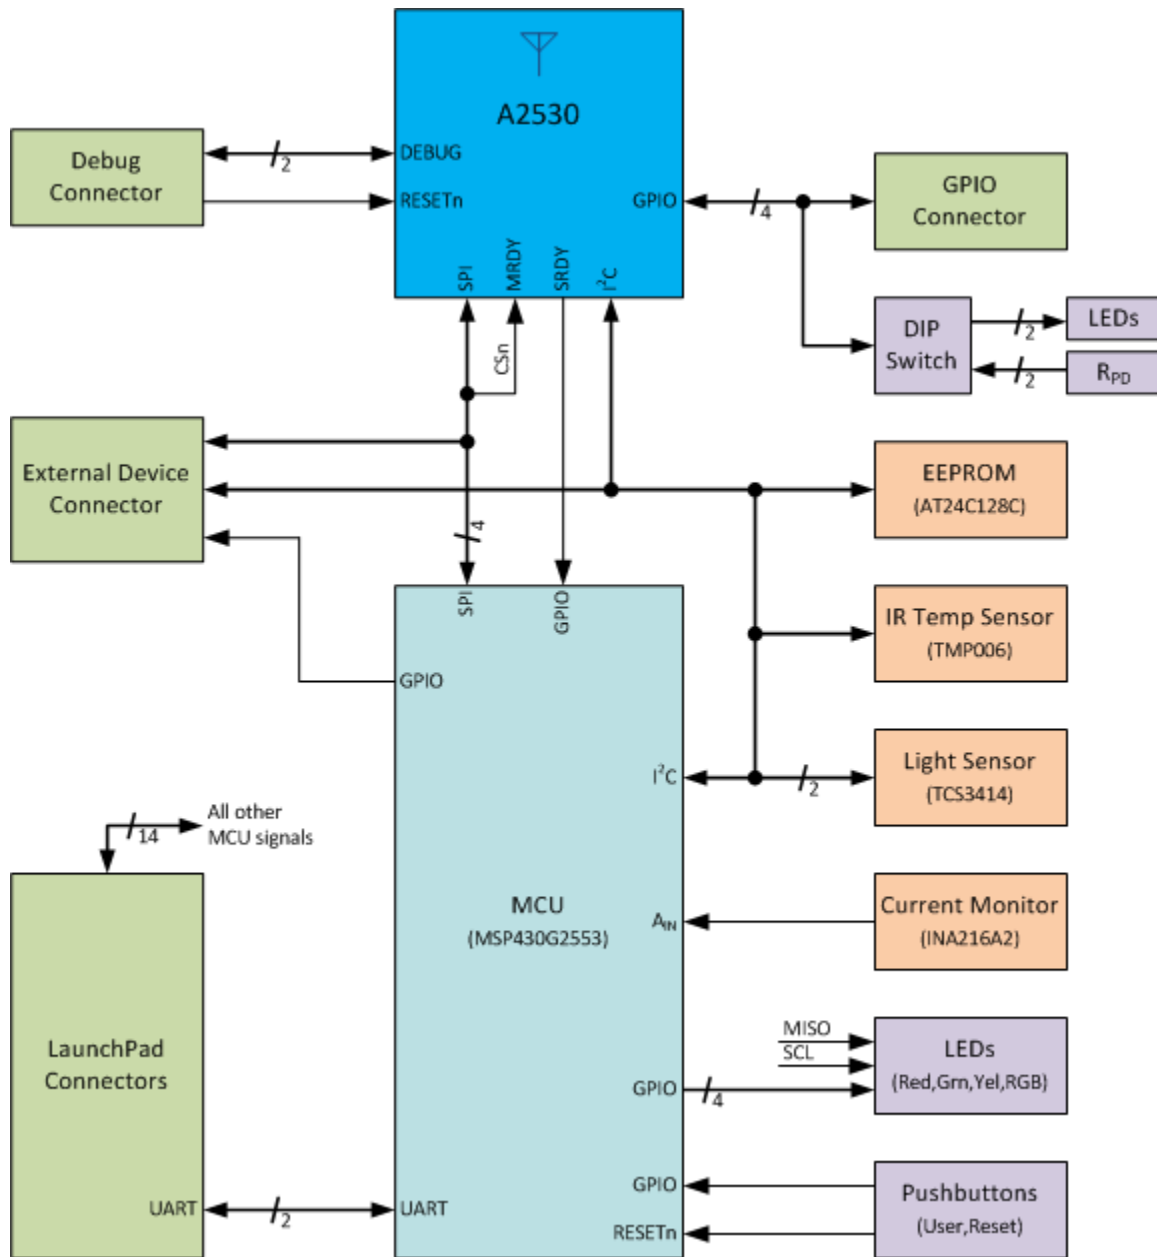 A2530
Debug
Connector
2
DEBUG
RESETn
GPIO
4
GPIO
Connector
SPI
MRDY
SRDY
I²C
CSn
DIP
Switch
2
LEDs
2
R_PD
External Device
Connector
EEPROM
(AT24C128C)
4
SPI
GPIO
IR Temp Sensor
(TMP006)
GPIO
I²C
2
Light Sensor
(TCS3414)
All other
MCU signals
14
MCU
(MSP430G2553)
A_IN
Current Monitor
(INA216A2)
LaunchPad
Connectors
MISO
SCL
LEDs
(Red,Grn,Yel,RGB)
GPIO
4
GPIO
Pushbuttons
(User,Reset)
UART
2
UART
RESETn